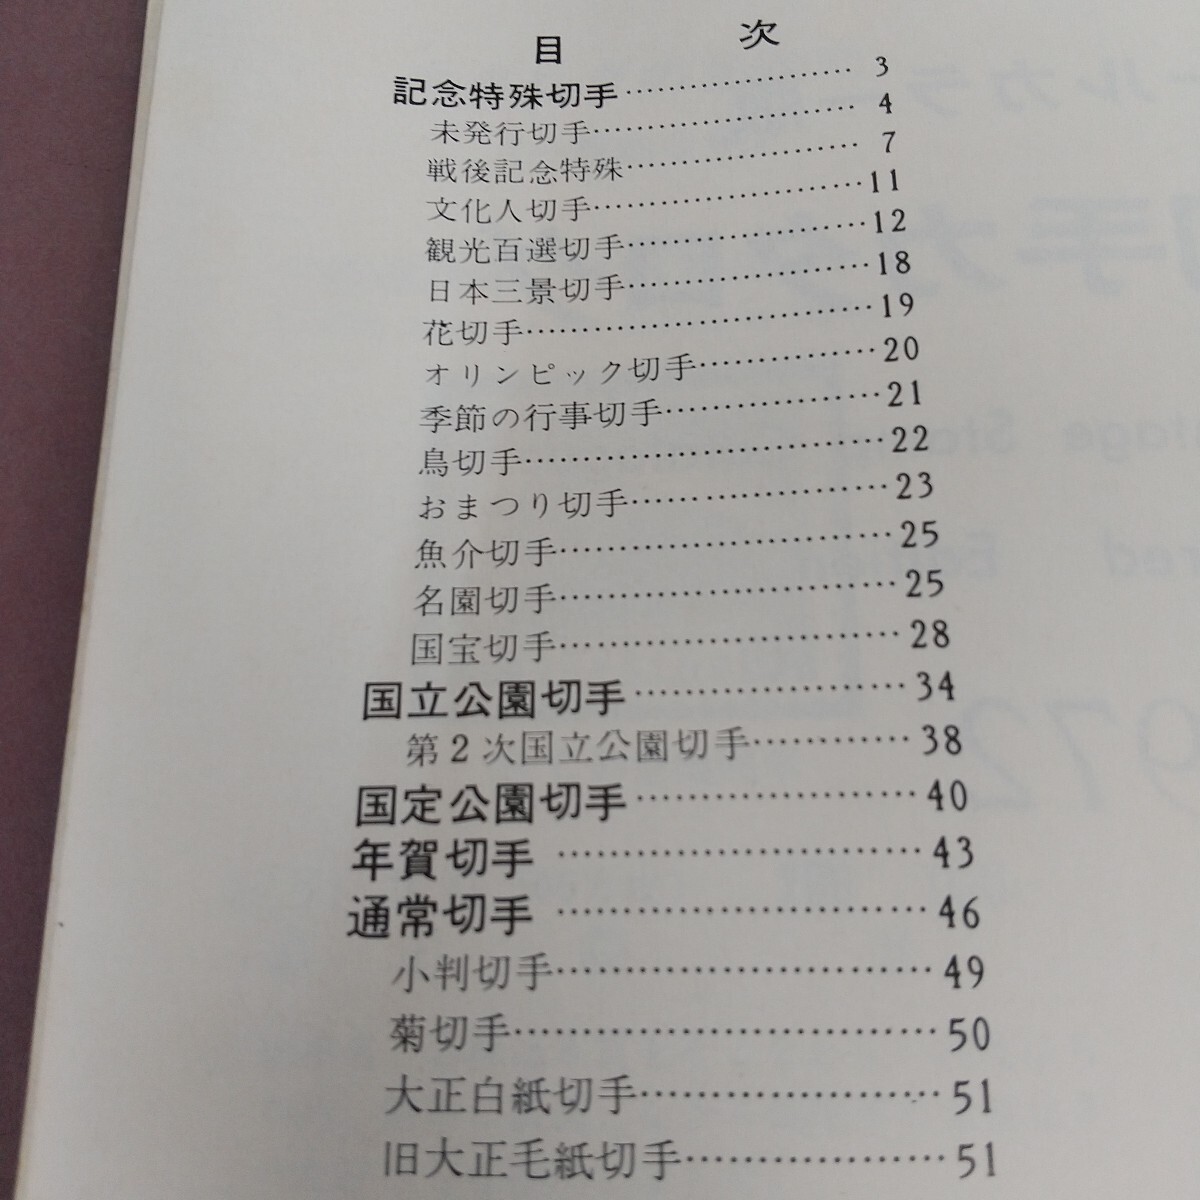 目次
記念特殊切手…………………… 3
未発行切手…………………… 4
戦後記念特殊…………………… 7
文化人切手……………………11
観光百選切手……………………12
日本三景切手……………………18
花切手……………………………19
オリンピック切手………………20
季節の行事切手…………………21
鳥切手……………………………22
おまつり切手……………………23
魚介切手…………………………25
名園切手…………………………25
国宝切手…………………………28
国立公園切手……………………34
第2次国立公園切手……………38
国定公園切手……………………40
年賀切手…………………………43
通常切手…………………………46
小判切手…………………………49
菊切手……………………………50
大正白紙切手……………………51
旧大正毛紙切手…………………51